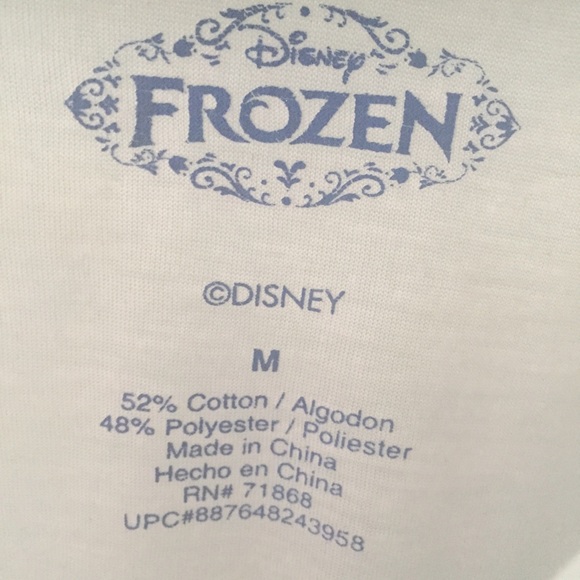 Disney
FROZEN
©DISNEY
M
52% Cotton / Algodon
48% Polyester / Poliester
Made in China
Hecho en China
RN# 71868
UPC#887648243958